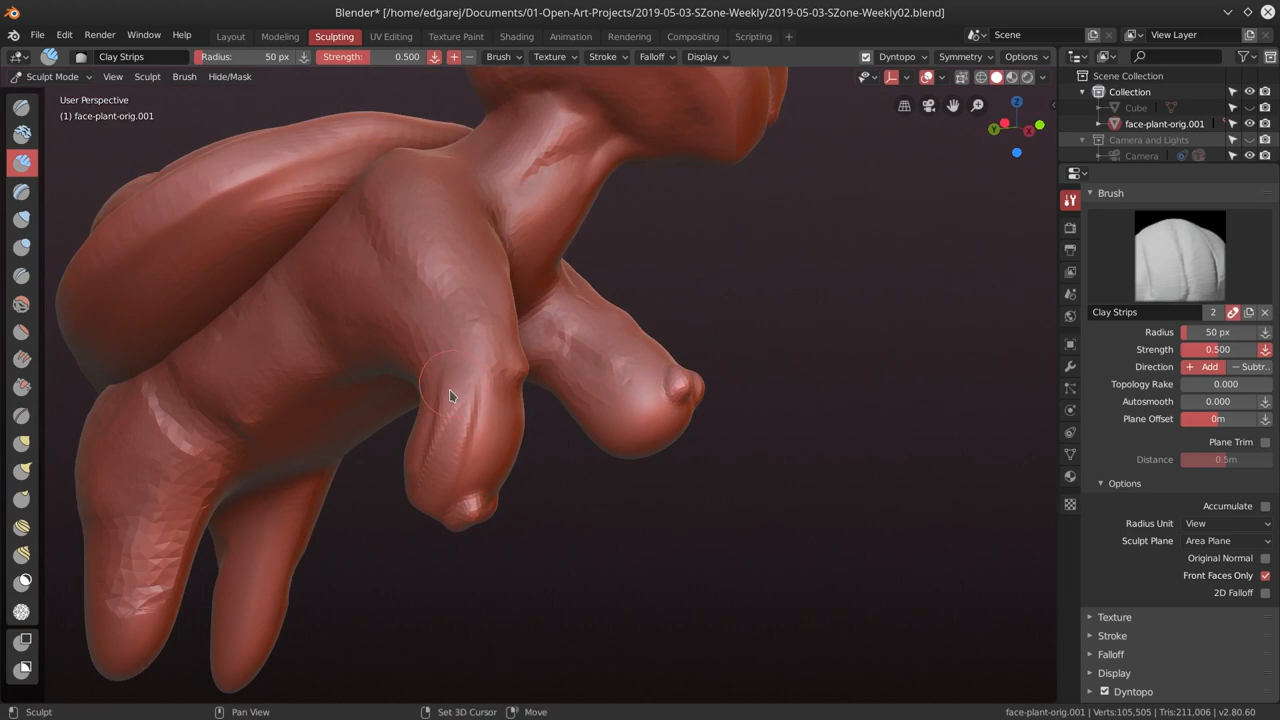 Blender* [/home/edgarej/Documents/01-Open-Art-Projects/2019-05-03-SZone-Weekly/2019-05-03-SZone-Weekly02.blend]
File Edit Render Window Help Layout Modeling Sculpting UV Editing Texture Paint Shading Animation Rendering Compositing Scripting + Scene View Layer
Clay Strips Radius: 50 px Strength: 0.500 Brush Texture Stroke Falloff Display Dyntopo Symmetry Options
Sculpt Mode View Sculpt Brush Hide/Mask
Scene Collection
Collection
Cube
face-plant-orig.001
Camera and Lights
Camera
User Perspective
(1) face-plant-orig.001
Z
Y
X
Brush
Clay Strips 2
Radius 50 px
Strength 0.500
Direction + Add − Subtr..
Topology Rake 0.000
Autosmooth 0.000
Plane Offset 0m
Plane Trim
Distance 0.5m
Options
Accumulate
Radius Unit View
Sculpt Plane Area Plane
Original Normal
Front Faces Only
2D Falloff
Texture
Stroke
Falloff
Display
Dyntopo
Sculpt Pan View Set 3D Cursor Move face-plant-orig.001 | Verts:105,505 | Tris:211,006 | v2.80.60